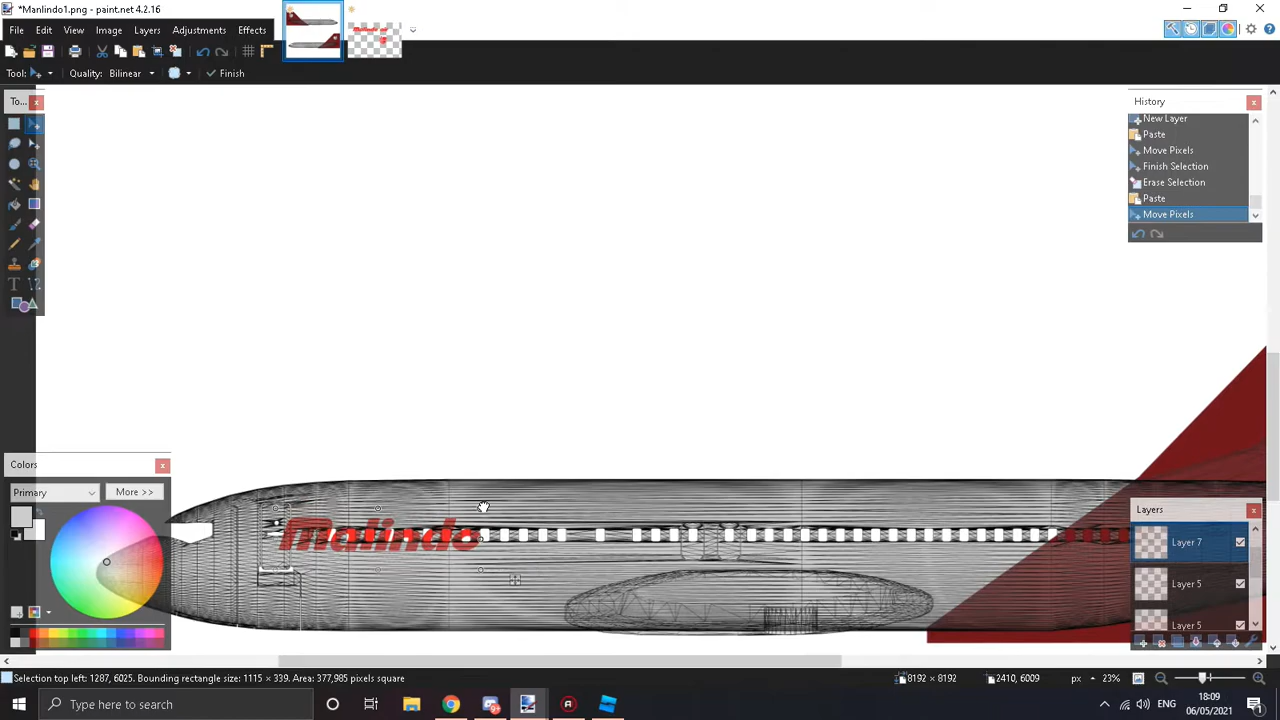 *Manlindo1.png - paint.net 4.2.16
File Edit View Image Layers Adjustments Effects
Tool: Quality: Bilinear Finish
To...
History
New Layer
Paste
Move Pixels
Finish Selection
Erase Selection
Paste
Move Pixels
Colors
Primary
More >>
Malindo
Layers
Layer 7
Layer 5
Layer 5
Selection top left: 1287, 6025. Bounding rectangle size: 1115 x 339. Area: 377,985 pixels square
8192 × 8192
2410, 6009
px
23%
Type here to search
18:09
06/05/2021